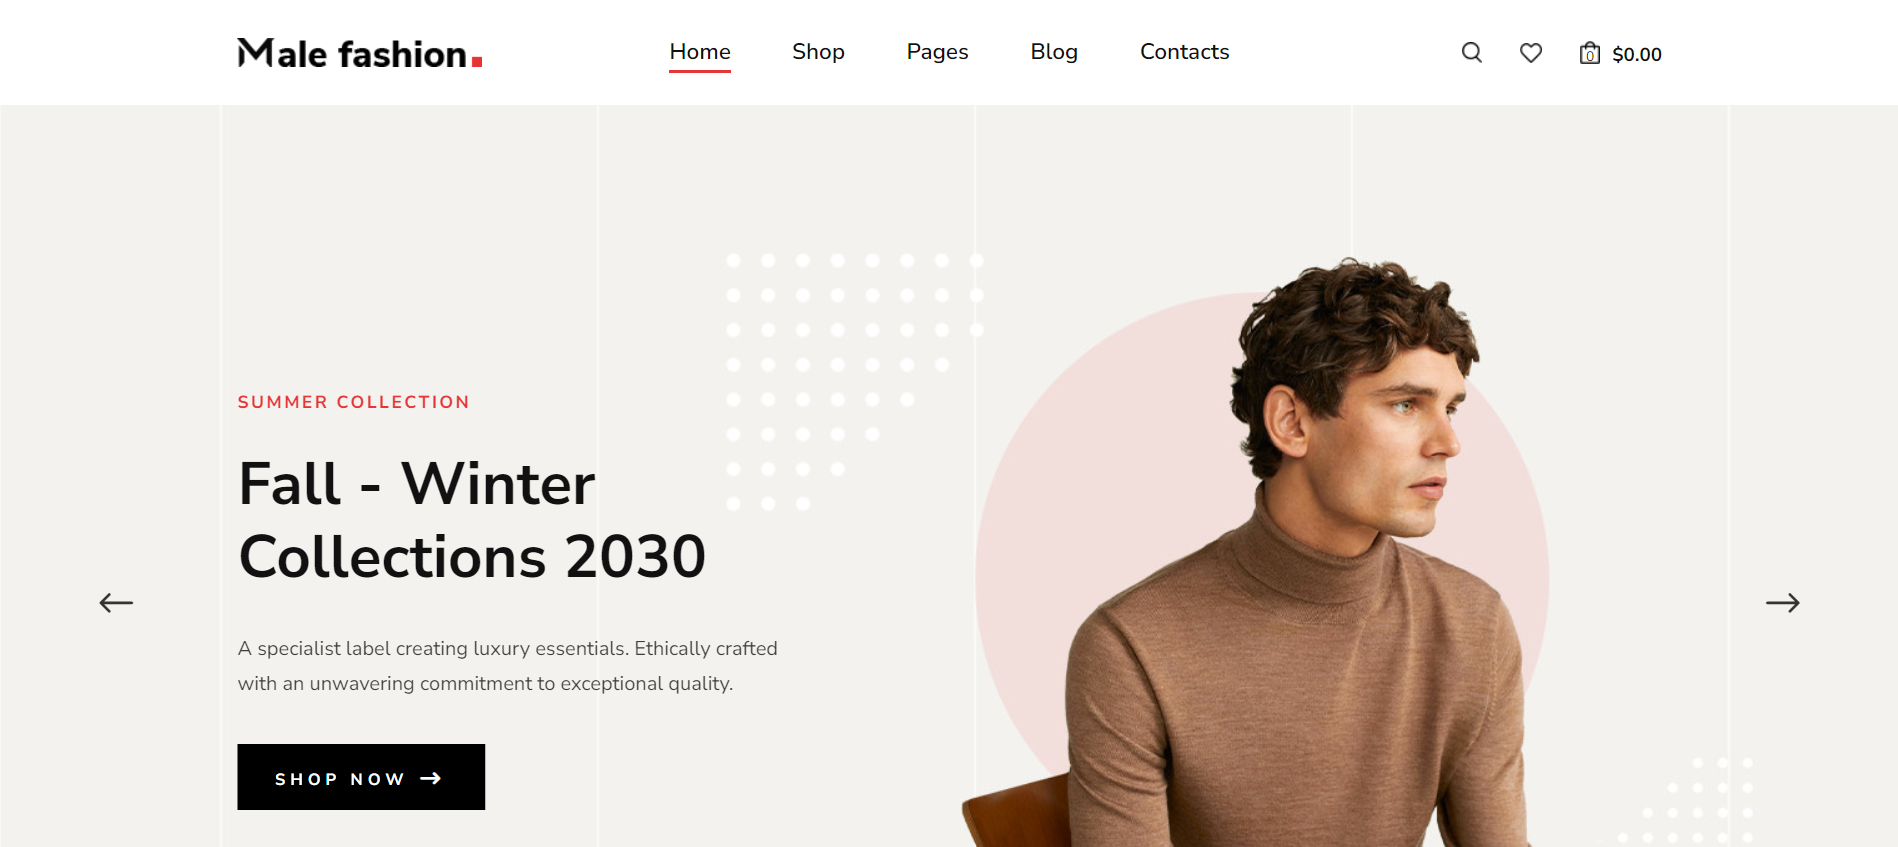 Male fashion.
Home Shop Pages Blog Contacts
0 $0.00
SUMMER COLLECTION
Fall - Winter
Collections 2030
A specialist label creating luxury essentials. Ethically crafted
with an unwavering commitment to exceptional quality.
SHOP NOW →